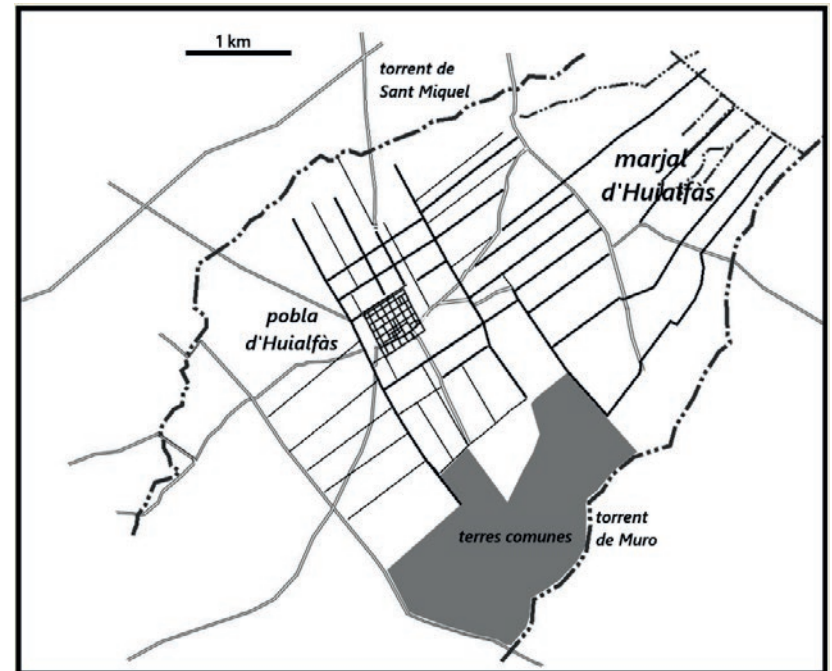 1 km
torrent de
Sant Miquel
marjal
d'Huialfàs
pobla
d'Huialfàs
terres comunes
torrent
de Muro